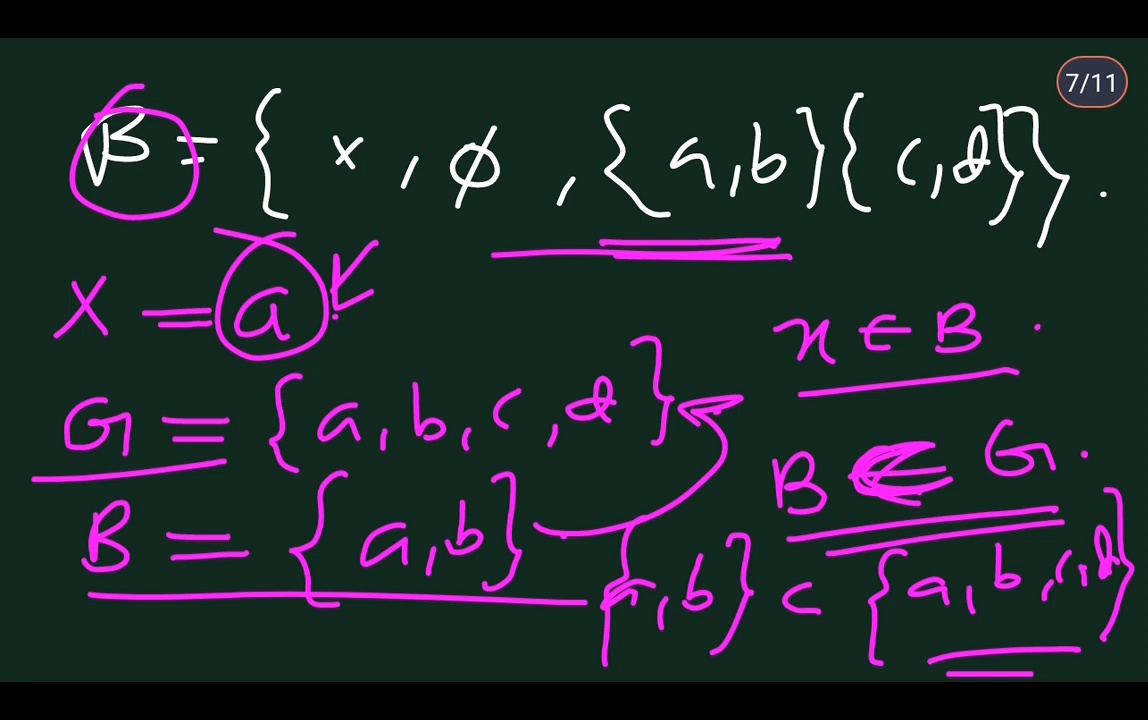 7/11
B = { x , ϕ , {a,b} {c,d} } .
X = a
x ∈ B .
G = {a, b, c, d}
B ⊂ G .
B = {a,b}
{a,b} ⊂ {a, b, c, d}